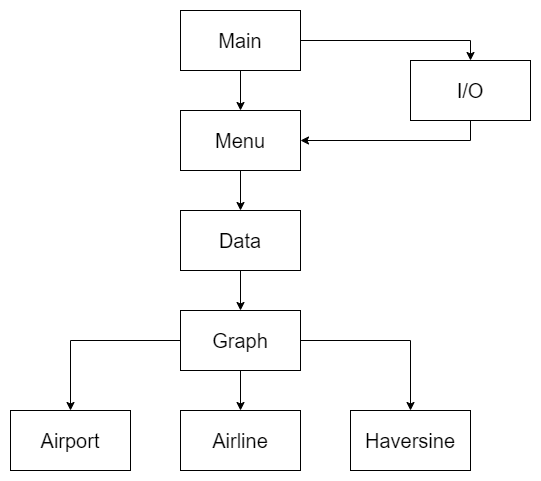 Main
I/O
Menu
Data
Graph
Airport
Airline
Haversine